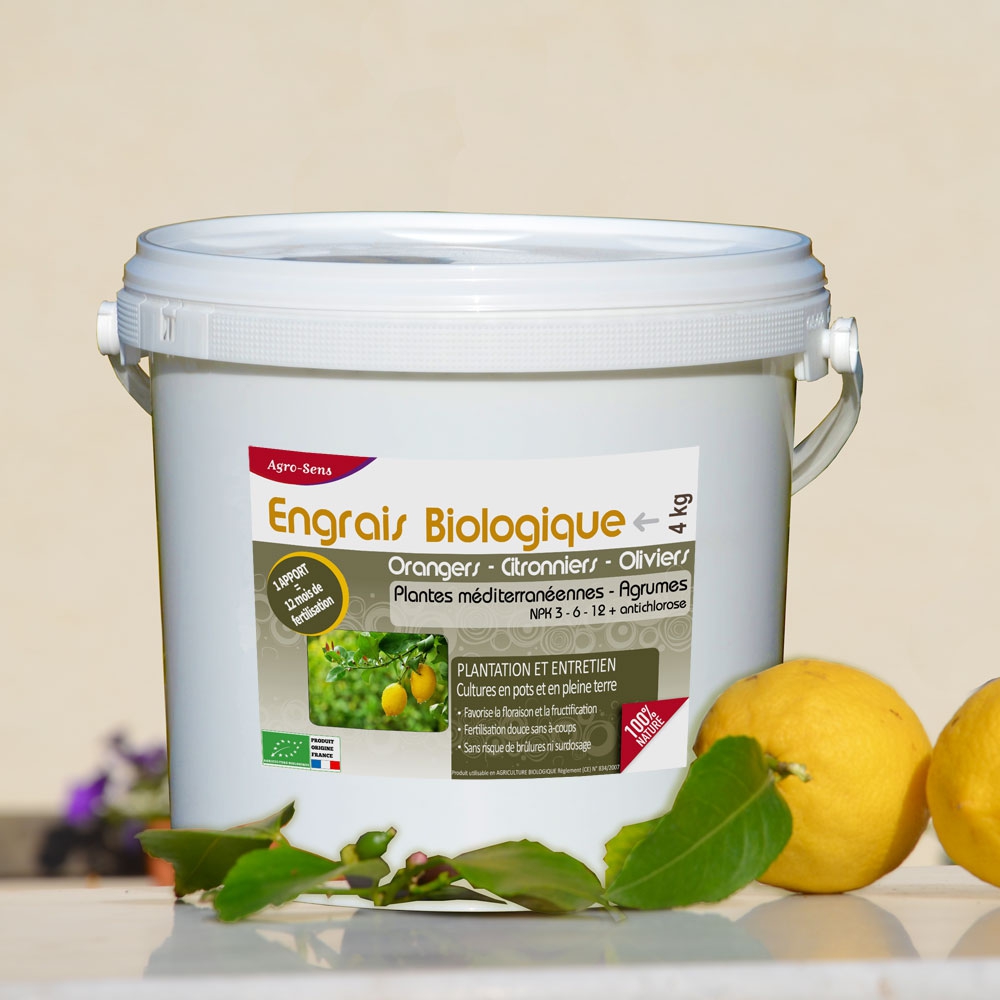 Agro-Sens
Engrais Biologique
4 kg
Orangers - Citronniers - Oliviers
Plantes méditerranéennes - Agrumes
NPK 3 - 6 - 12 + antichlorose
1 APPORT
=
12 mois de
fertilisation
PLANTATION ET ENTRETIEN
Cultures en pots et en pleine terre
• Favorise la floraison et la fructification
• Fertilisation douce sans à-coups
• Sans risque de brûlures ni surdosage
100%
NATURE
AGRICULTURE BIOLOGIQUE
PRODUIT
ORIGINE
FRANCE
Produit utilisable en AGRICULTURE BIOLOGIQUE Règlement (CE) N° 834/2007